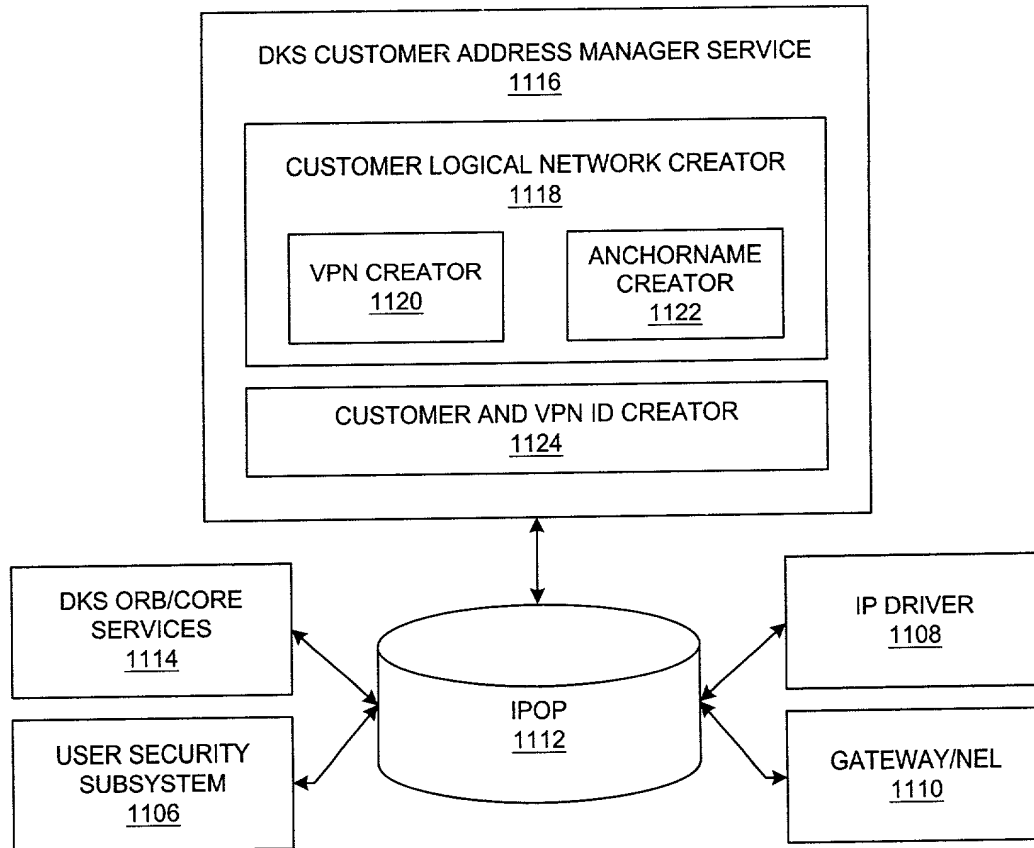 DKS CUSTOMER ADDRESS MANAGER SERVICE
1116
CUSTOMER LOGICAL NETWORK CREATOR
1118
VPN CREATOR
1120
ANCHORNAME
CREATOR
1122
CUSTOMER AND VPN ID CREATOR
1124
DKS ORB/CORE
SERVICES
1114
USER SECURITY
SUBSYSTEM
1106
IPOP
1112
IP DRIVER
1108
GATEWAY/NEL
1110